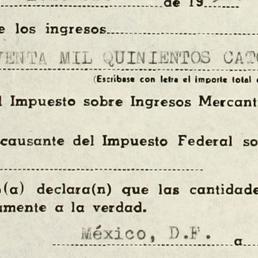 de 19
e los ingresos
VENTA MIL QUINIENTOS CATO
(Escríbase con letra el importe total d
l Impuesto sobre Ingresos Mercant
causante del Impuesto Federal so
(a) declara(n) que las cantidade
amente a la verdad.
México, D.F. a